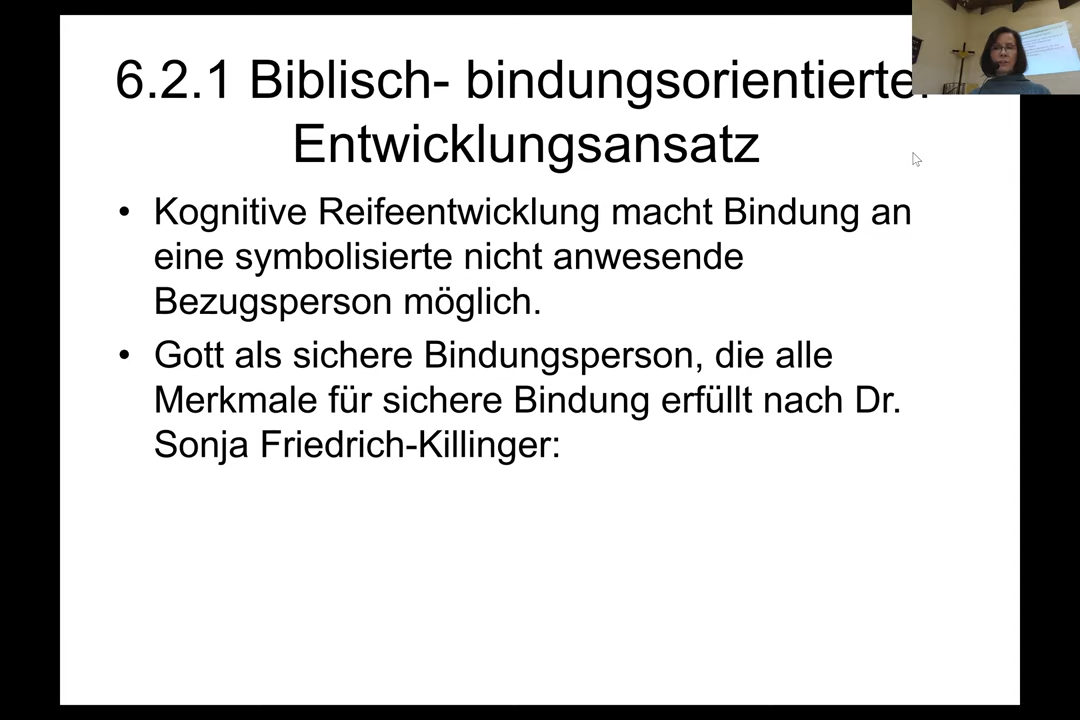 6.2.1 Biblisch- bindungsorientierter
Entwicklungsansatz
• Kognitive Reifeentwicklung macht Bindung an
eine symbolisierte nicht anwesende
Bezugsperson möglich.
• Gott als sichere Bindungsperson, die alle
Merkmale für sichere Bindung erfüllt nach Dr.
Sonja Friedrich-Killinger: